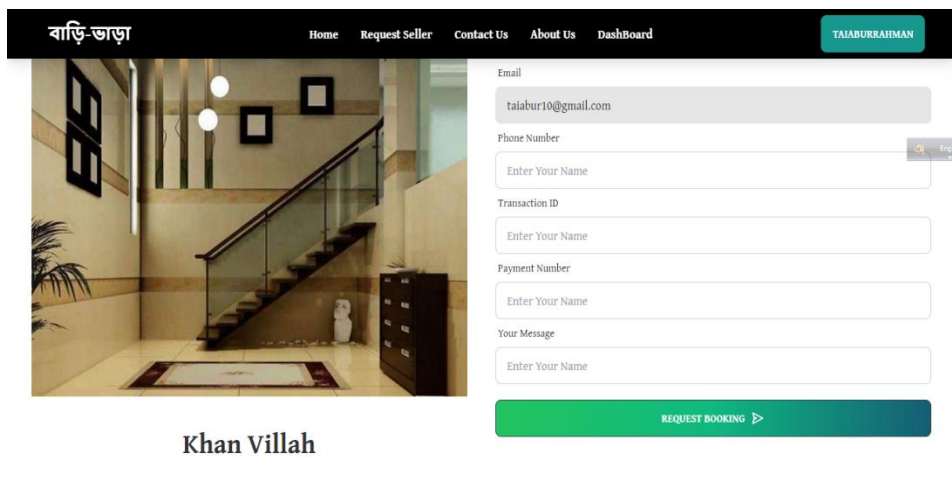 বাড়ি-ভাড়া
Home Request Seller Contact Us About Us DashBoard
TAIABURRAHMAN
Email
taiabur10@gmail.com
Phone Number
Enter Your Name
Transaction ID
Enter Your Name
Payment Number
Enter Your Name
Your Message
Enter Your Name
REQUEST BOOKING
Khan Villah